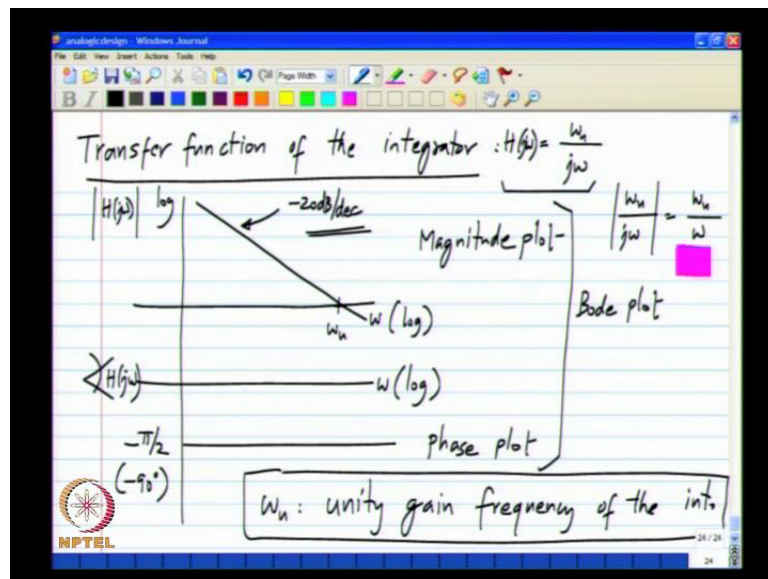 analogicdesign - Windows Journal
File Edit View Insert Actions Tools Help
Page Width
B I
Transfer function of the integrator : H(jω) = ωu / jω
|H(jω)| log
-20dB/dec
Magnitude plot
|ωu / jω| = ωu / ω
ωu ω (log)
Bode plot
∠H(jω) ω (log)
-π/2
(-90°)
phase plot
ωu : unity gain frequency of the int.
NPTEL
24 / 24
24